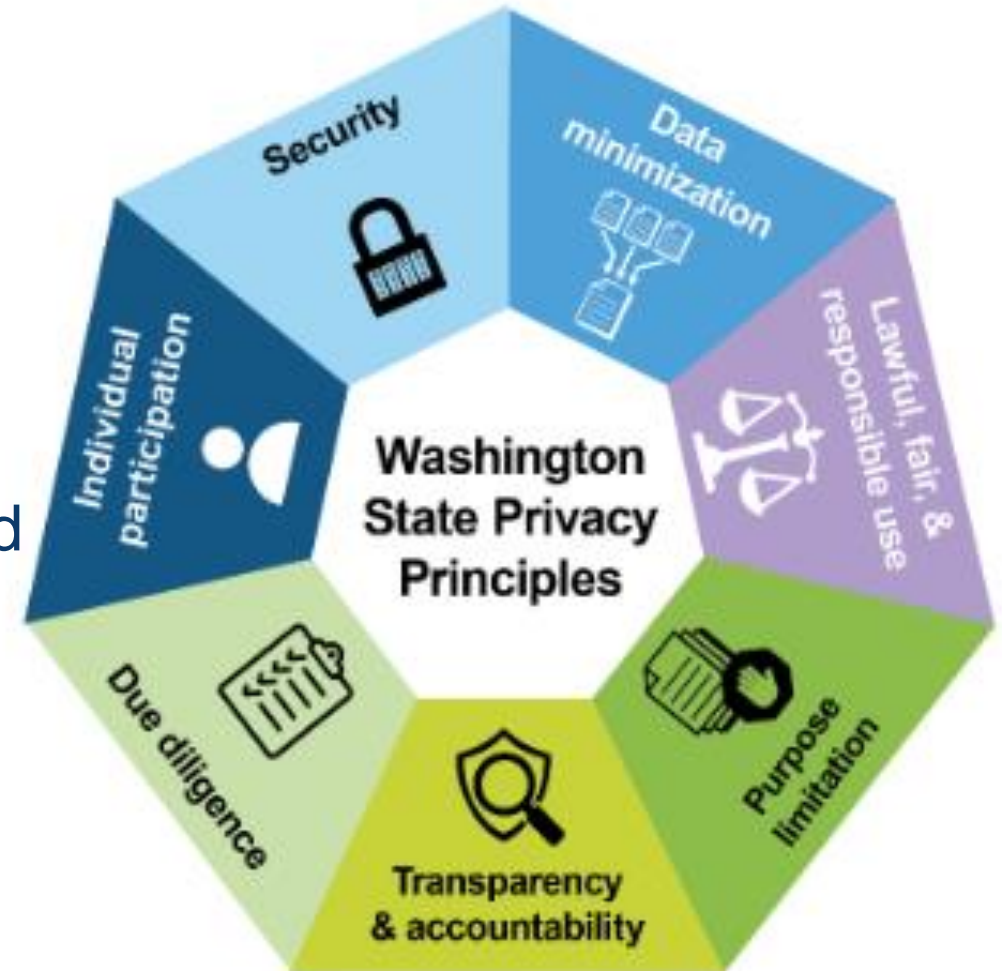 Washington
State Privacy
Principles
Security
Data
minimization
Lawful, fair, &
responsible use
Purpose
limitation
Transparency
& accountability
Due diligence
Individual
participation
d